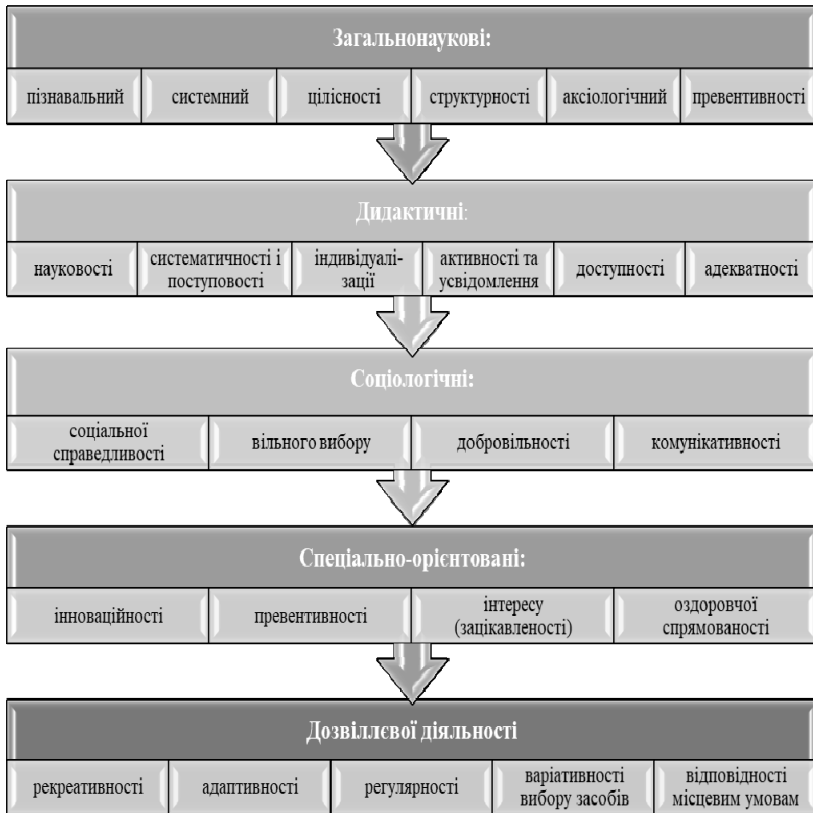 Загальнонаукові:
пізнавальний системний цілісності структурності аксіологічний превентивності
Дидактичні:
науковості систематичності і поступовості індивідуалі-зації активності та усвідомлення доступності адекватності
Соціологічні:
соціальної справедливості вільного вибору добровільності комунікативності
Спеціально-орієнтовані:
інноваційності превентивності інтересу (зацікавленості) оздоровчої спрямованості
Дозвіллєвої діяльності
рекреативності адаптивності регулярності варіативності вибору засобів відповідності місцевим умовам